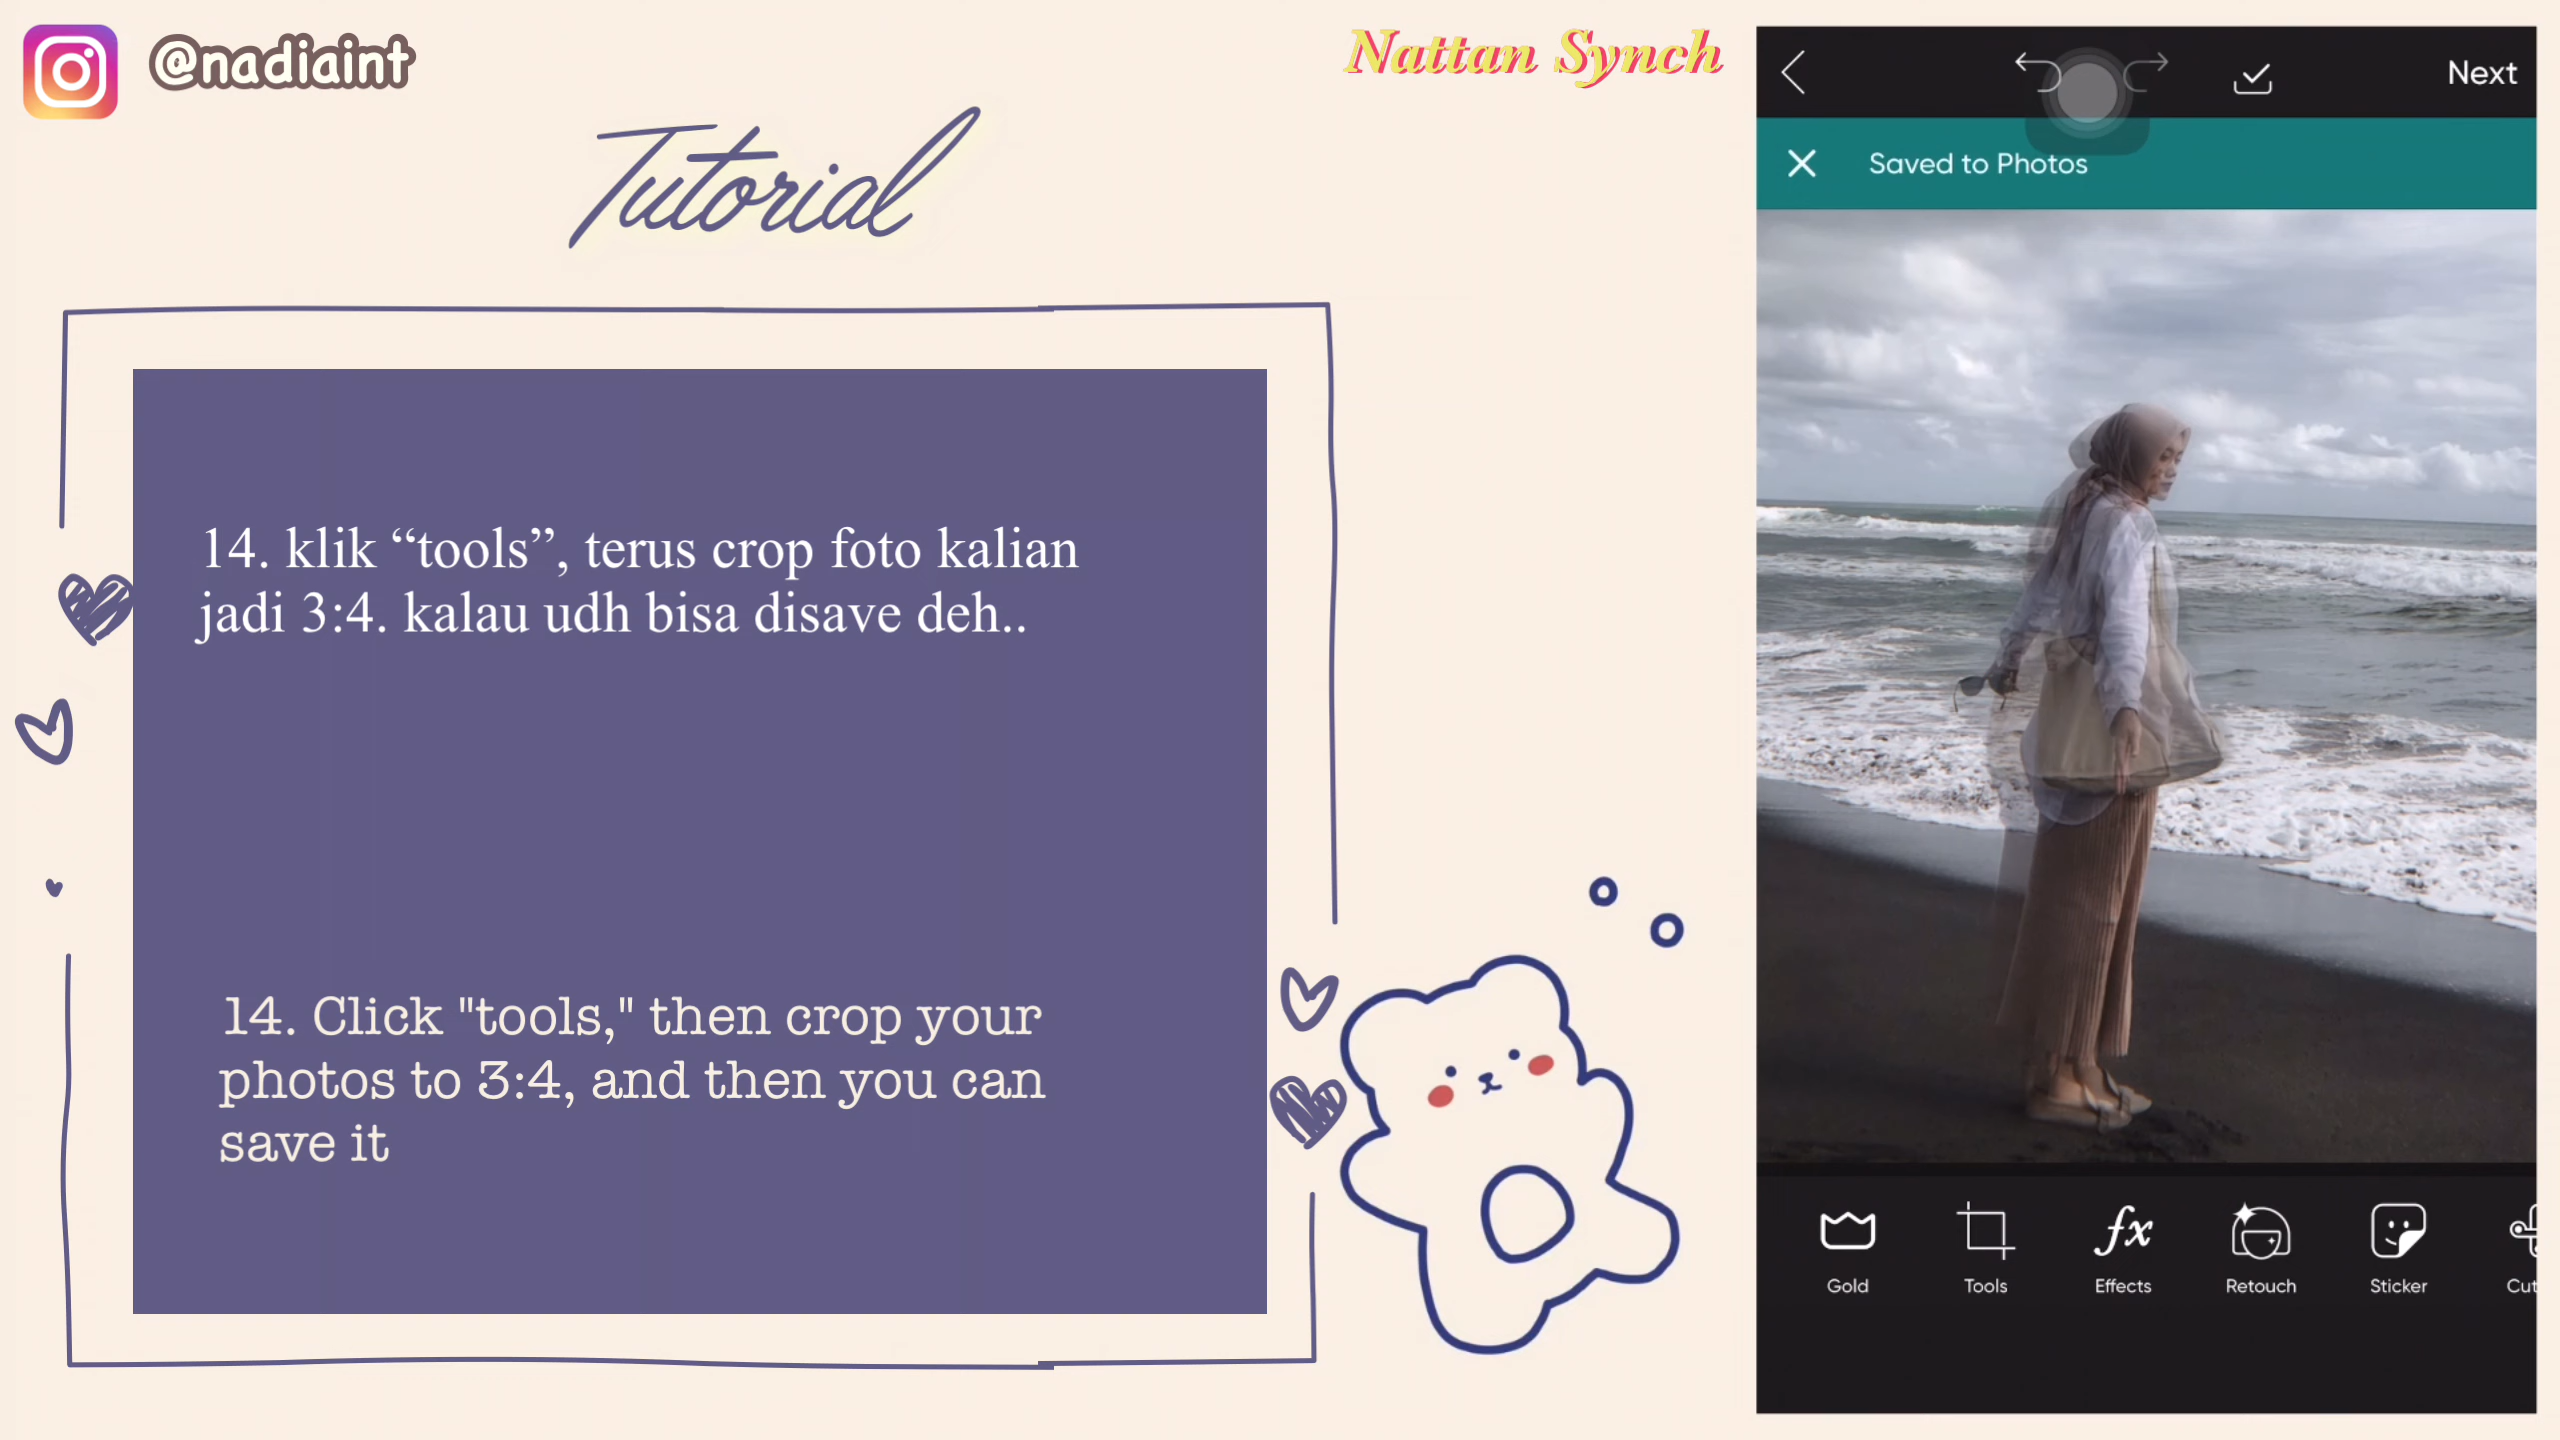 @nadiaint
Nattan Synch
Tutorial
14. klik “tools”, terus crop foto kalian
jadi 3:4. kalau udh bisa disave deh..
14. Click "tools," then crop your
photos to 3:4, and then you can
save it
Next
Saved to Photos
Gold
Tools
fx
Effects
Retouch
Sticker
Cut